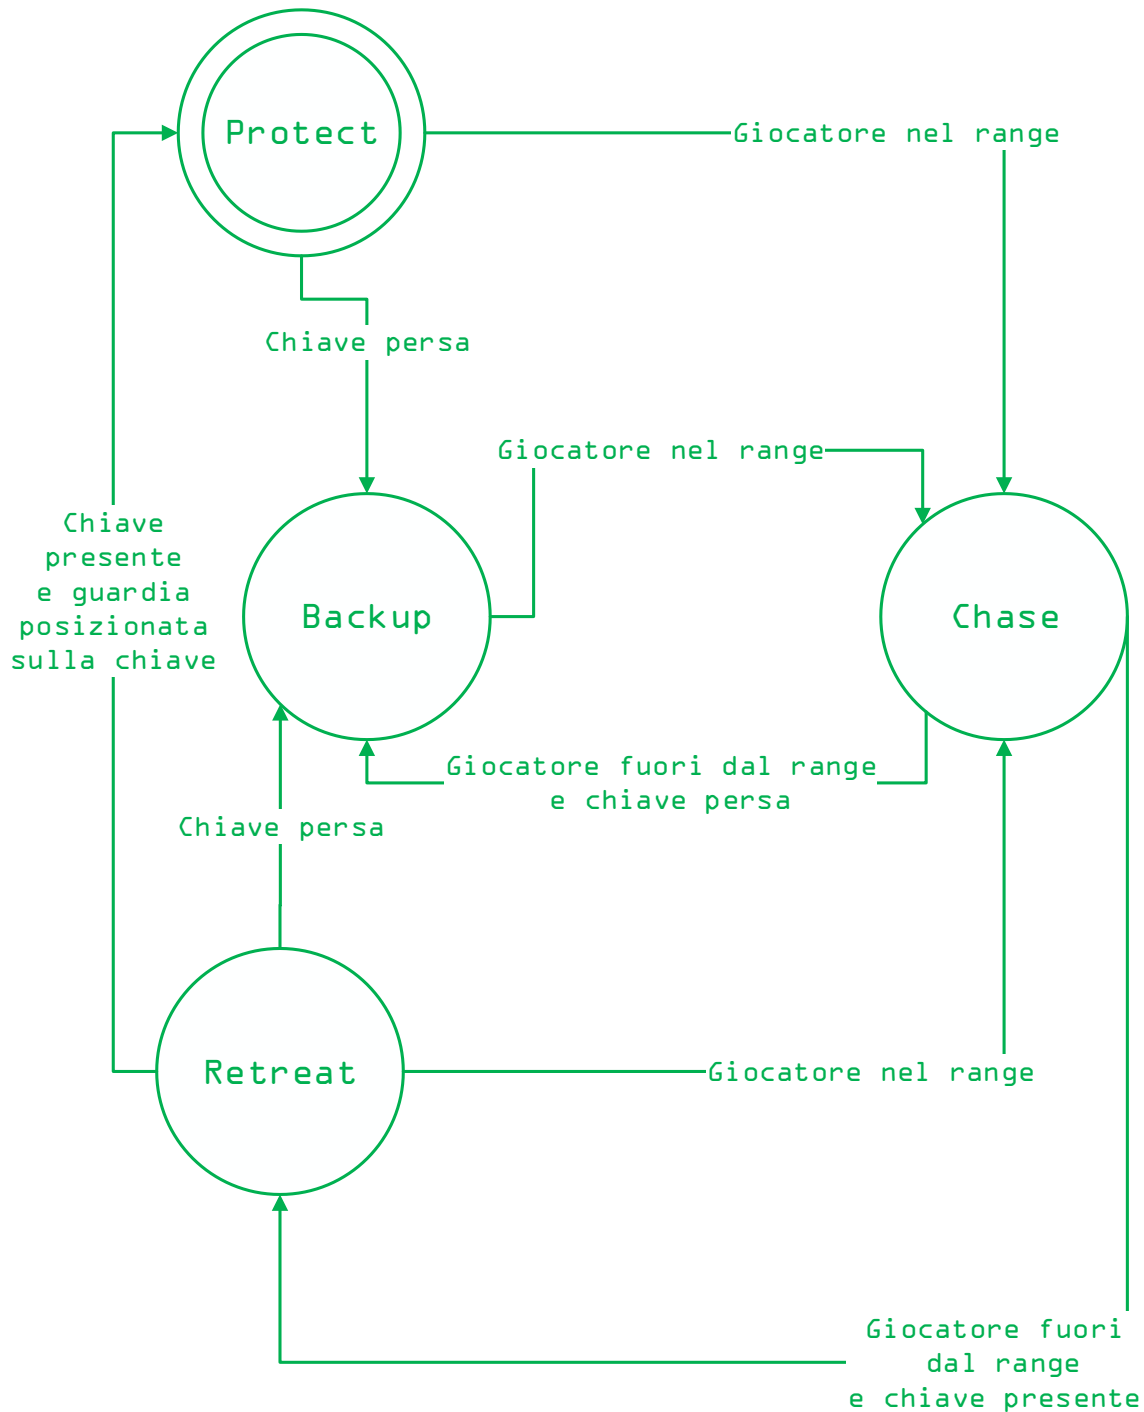 Protect
Giocatore nel range
Chiave persa
Giocatore nel range
Chiave
presente
e guardia
posizionata
sulla chiave
Backup
Chase
Giocatore fuori dal range
e chiave persa
Chiave persa
Retreat
Giocatore nel range
Giocatore fuori
dal range
e chiave presente